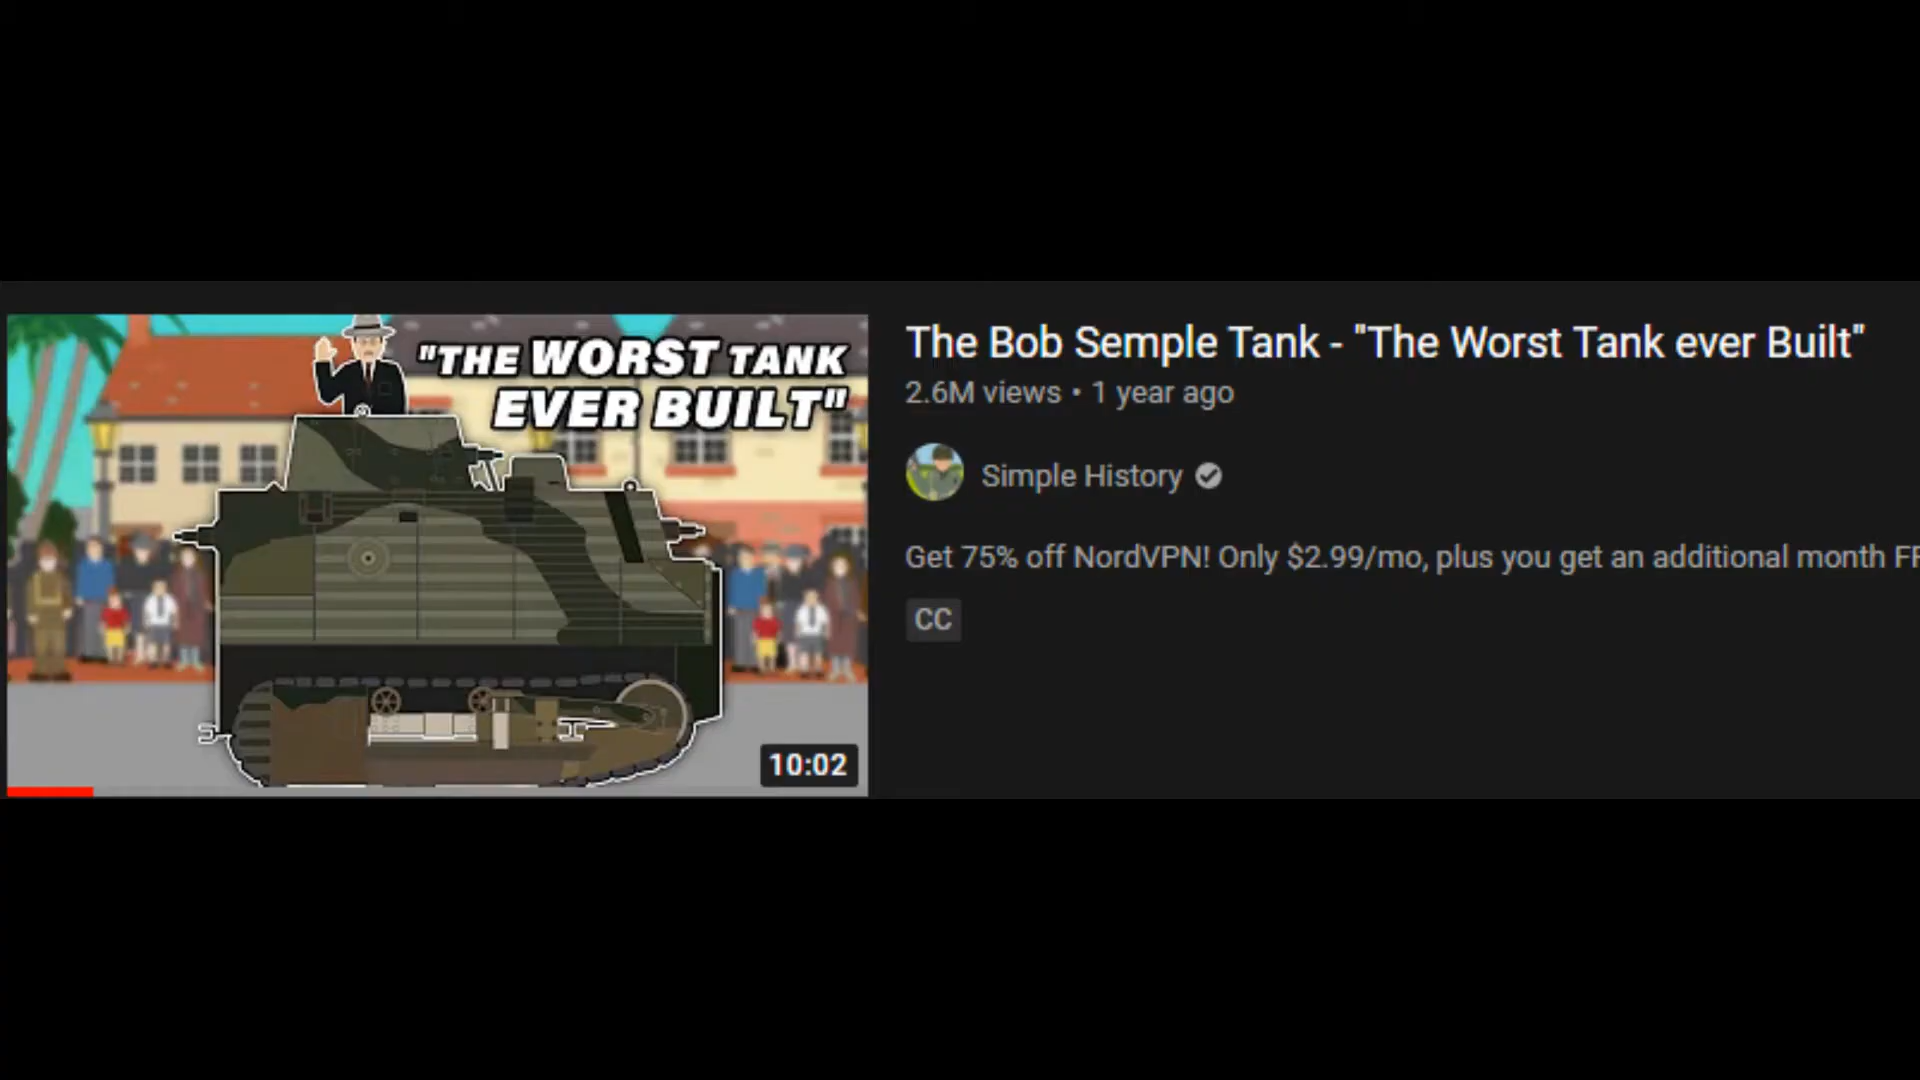 "THE WORST TANK
EVER BUILT"
10:02
The Bob Semple Tank - "The Worst Tank ever Built"
2.6M views • 1 year ago
Simple History
Get 75% off NordVPN! Only $2.99/mo, plus you get an additional month
CC